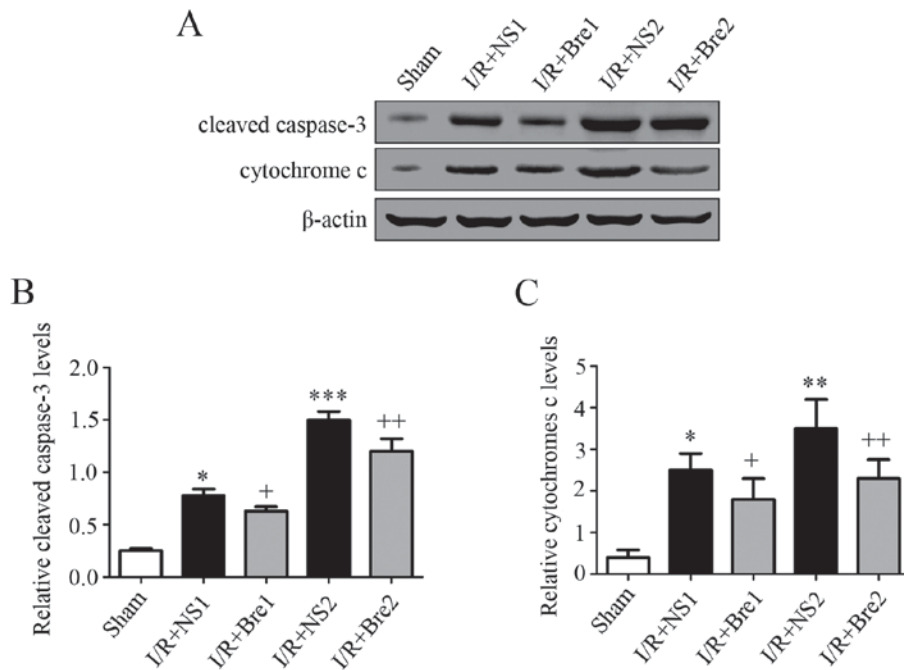 A
Sham
I/R+NS1
I/R+Bre1
I/R+NS2
I/R+Bre2
cleaved caspase-3
cytochrome c
β-actin
B
Relative cleaved caspase-3 levels
2.0
1.5
1.0
0.5
0.0
*
+
***
++
Sham
I/R+NS1
I/R+Bre1
I/R+NS2
I/R+Bre2
C
Relative cytochromes c levels
5
4
3
2
1
0
*
+
**
++
Sham
I/R+NS1
I/R+Bre1
I/R+NS2
I/R+Bre2